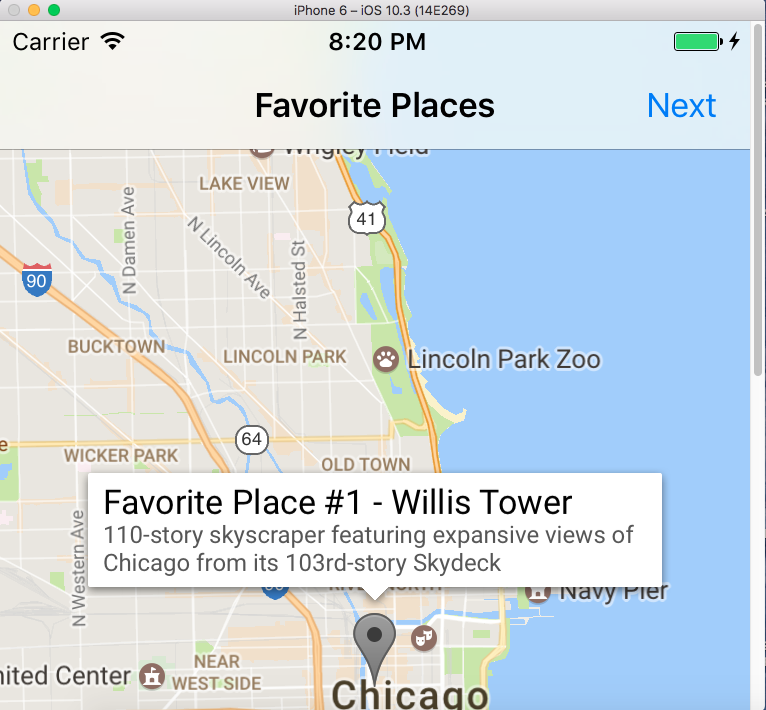 iPhone 6 – iOS 10.3 (14E269)
Carrier 8:20 PM
Favorite Places Next
Wrigley Field
LAKE VIEW
41
N Damen Ave
N Lincoln Ave
N Halsted St
90
BUCKTOWN
LINCOLN PARK
Lincoln Park Zoo
64
WICKER PARK
OLD TOWN
Favorite Place #1 - Willis Tower
110-story skyscraper featuring expansive views of
Chicago from its 103rd-story Skydeck
N Western Ave
Navy Pier
nited Center
NEAR
WEST SIDE
Chicago